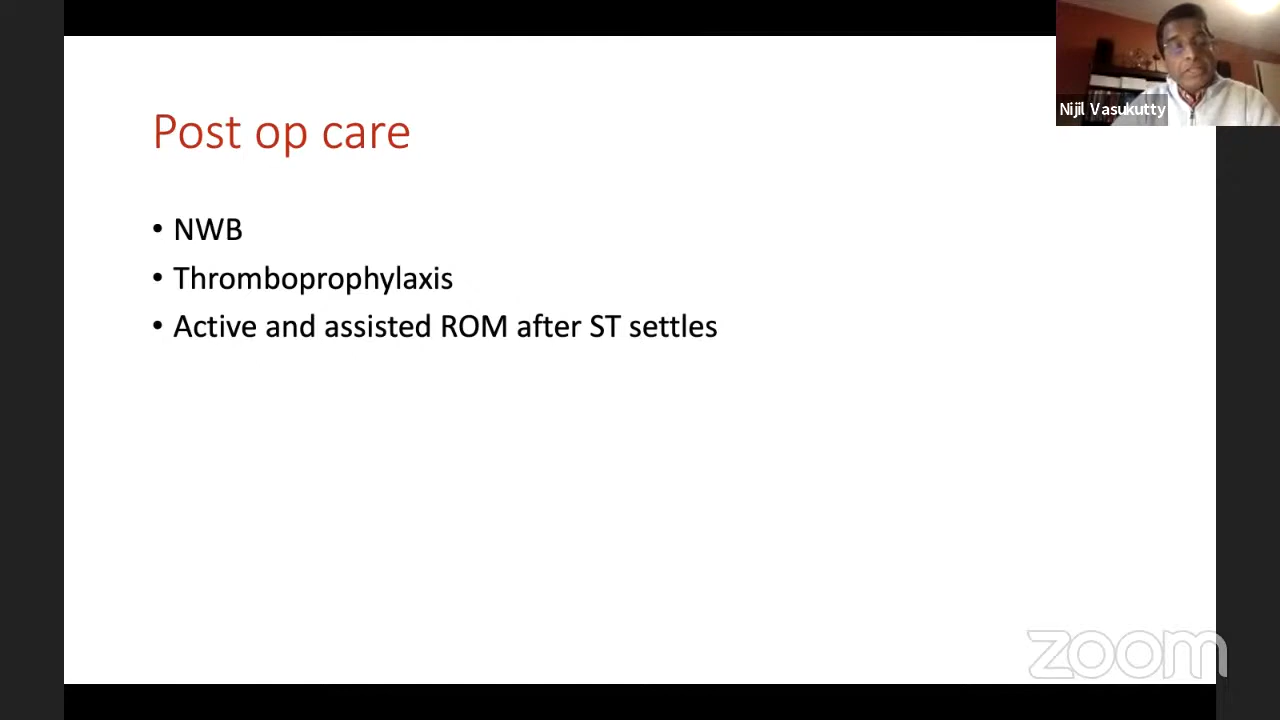 Nijil Vasukutty
Post op care
• NWB
• Thromboprophylaxis
• Active and assisted ROM after ST settles
zoom